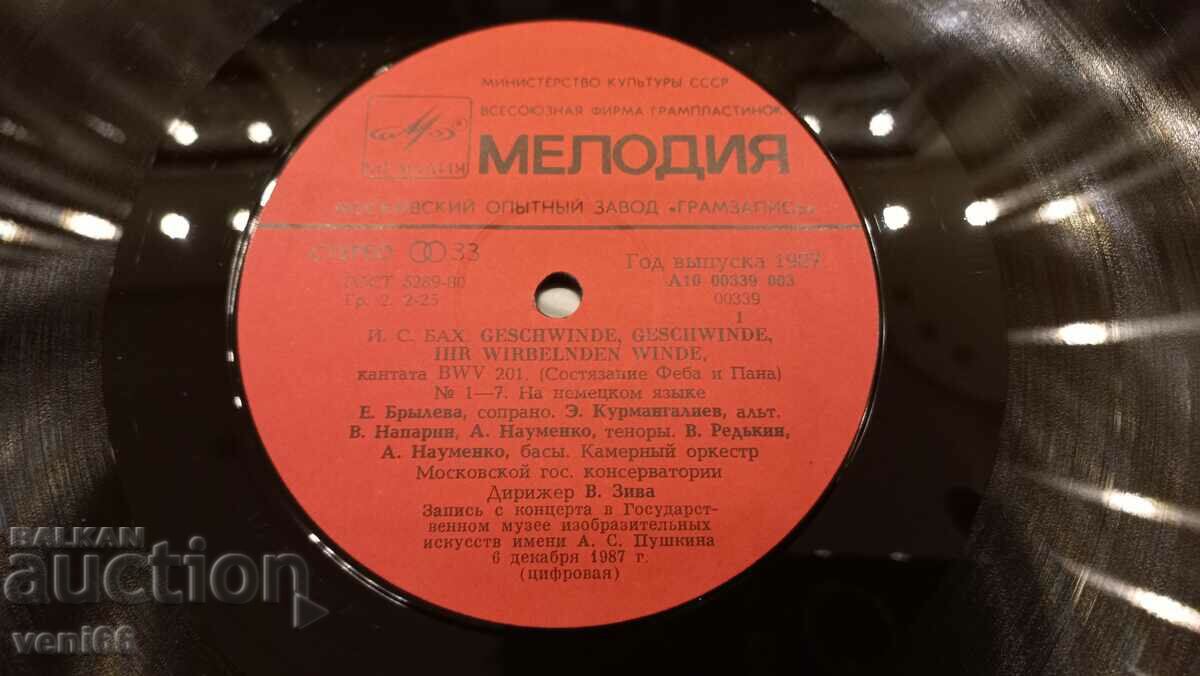 МИНИСТЕРСТВО КУЛЬТУРЫ СССР
ВСЕСОЮЗНАЯ ФИРМА ГРАМПЛАСТИНОК
МЕЛОДИЯ
МЕЛОДИЯ
МОСКОВСКИЙ ОПЫТНЫЙ ЗАВОД «ГРАМЗАПИСЬ»
СТЕРЕО 33
Год выпуска 1987
ГОСТ 5289-80
А10 00339 003
Гр. 2. 2-25
00339
1
И. С. БАХ. GESCHWINDE, GESCHWINDE,
IHR WIRBELNDEN WINDE,
кантата BWV 201. (Состязание Феба и Пана)
№ 1—7. На немецком языке
Е. Брылева, сопрано. Э. Курмангалиев, альт.
В. Напарин, А. Науменко, теноры. В. Редькин,
А. Науменко, басы. Камерный оркестр
Московской гос. консерватории
Дирижер В. Зива
Запись с концерта в Государст-
венном музее изобразительных
искусств имени А. С. Пушкина
6 декабря 1987 г.
(цифровая)
BALKAN
auction
veni66